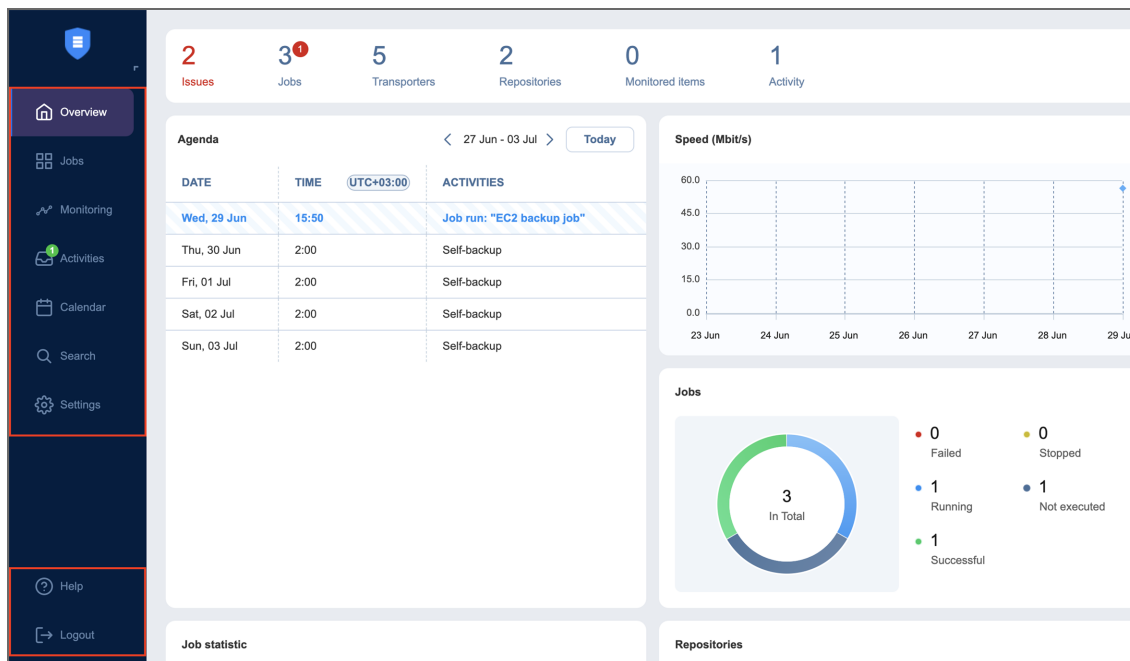 2
Issues
3 1
Jobs
5
Transporters
2
Repositories
0
Monitored items
1
Activity
Overview
Jobs
Monitoring
1
Activities
Calendar
Search
Settings
Help
Logout
Agenda
27 Jun - 03 Jul
Today
DATE TIME UTC+03:00 ACTIVITIES
Wed, 29 Jun 15:50 Job run: "EC2 backup job"
Thu, 30 Jun 2:00 Self-backup
Fri, 01 Jul 2:00 Self-backup
Sat, 02 Jul 2:00 Self-backup
Sun, 03 Jul 2:00 Self-backup
Speed (Mbit/s)
60.0
45.0
30.0
15.0
0.0
23 Jun 24 Jun 25 Jun 26 Jun 27 Jun 28 Jun 29 Ju
Jobs
3
In Total
0
Failed
0
Stopped
1
Running
1
Not executed
1
Successful
Job statistic
Repositories